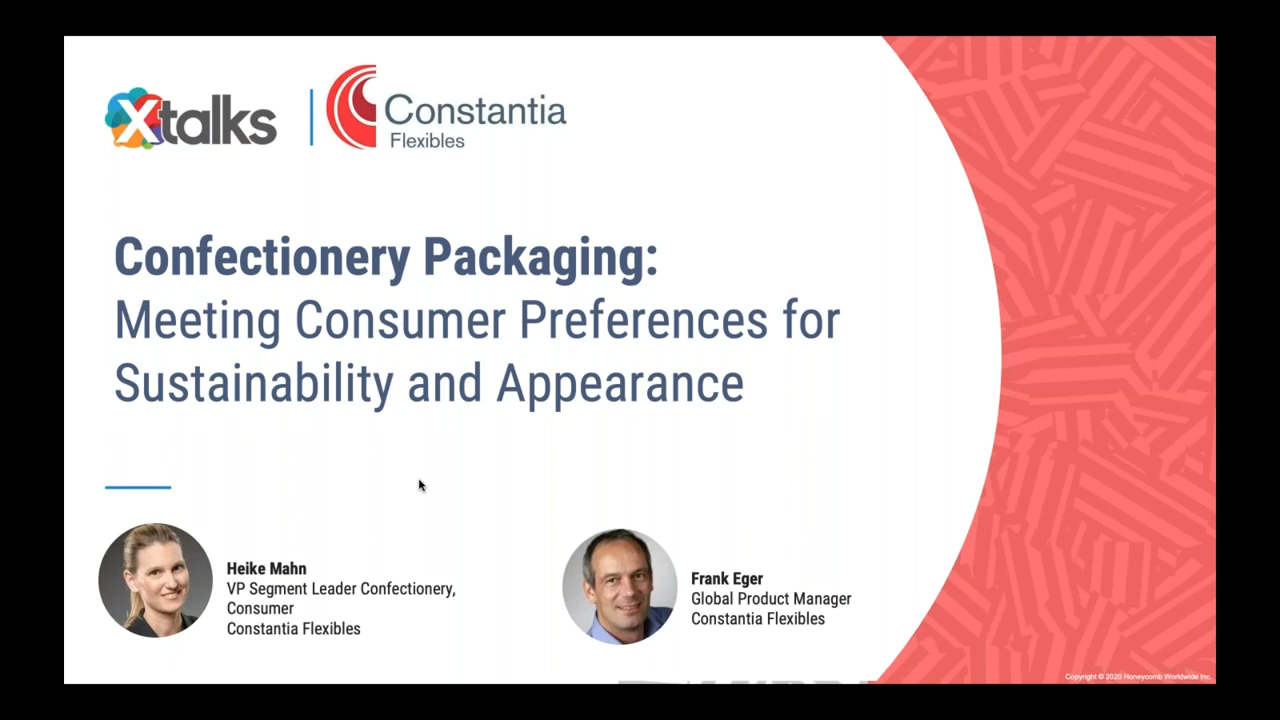 Xtalks
Constantia
Flexibles
Confectionery Packaging:
Meeting Consumer Preferences for
Sustainability and Appearance
Heike Mahn
VP Segment Leader Confectionery,
Consumer
Constantia Flexibles
Frank Eger
Global Product Manager
Constantia Flexibles
Copyright © 2020 Honeycomb Worldwide Inc.